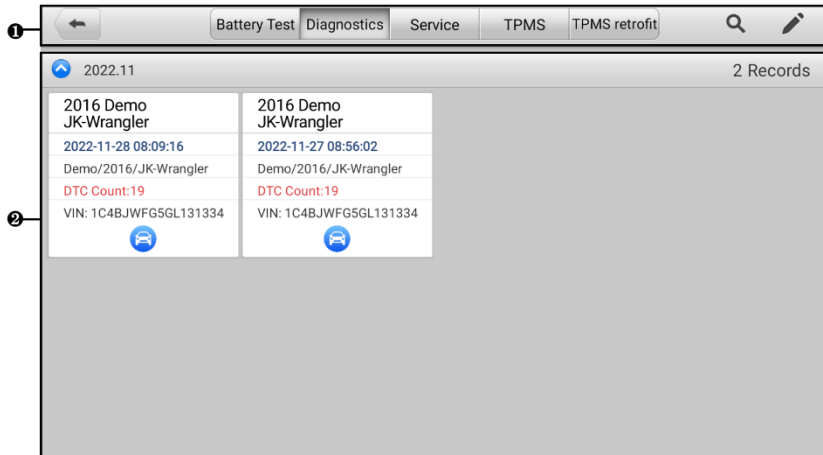 ❶
Battery Test Diagnostics Service TPMS TPMS retrofit
2022.11
2 Records
2016 Demo
JK-Wrangler
2022-11-28 08:09:16
Demo/2016/JK-Wrangler
DTC Count:19
VIN: 1C4BJWFG5GL131334
2016 Demo
JK-Wrangler
2022-11-27 08:56:02
Demo/2016/JK-Wrangler
DTC Count:19
VIN: 1C4BJWFG5GL131334
❷